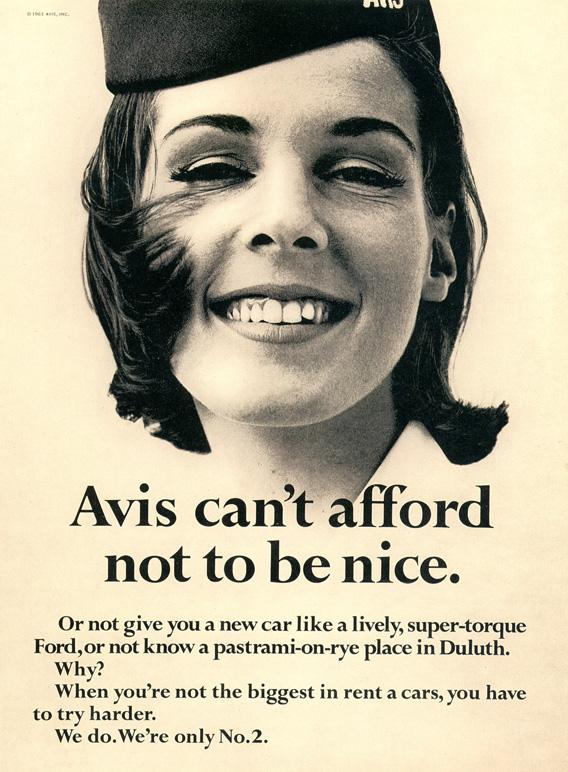 © 1963 AVIS, INC.
Avis
Avis can't afford
not to be nice.
Or not give you a new car like a lively, super-torque
Ford, or not know a pastrami-on-rye place in Duluth.
Why?
When you're not the biggest in rent a cars, you have
to try harder.
We do. We're only No. 2.